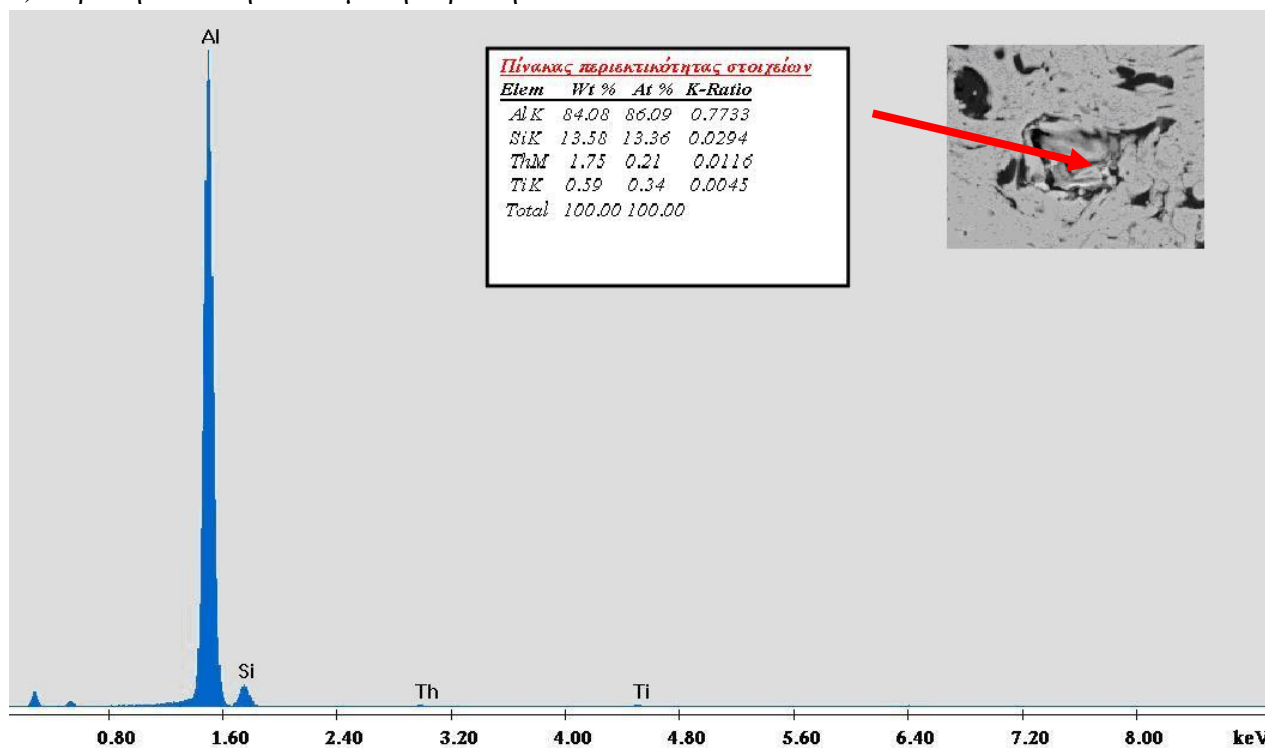 Al
Πίνακας περιεκτικότητας στοιχείων
Elem Wt % At % K-Ratio
Al K 84.08 86.09 0.7733
Si K 13.58 13.36 0.0294
ThM 1.75 0.21 0.0116
Ti K 0.59 0.34 0.0045
Total 100.00 100.00
Si
Th
Ti
0.80 1.60 2.40 3.20 4.00 4.80 5.60 6.40 7.20 8.00 keV